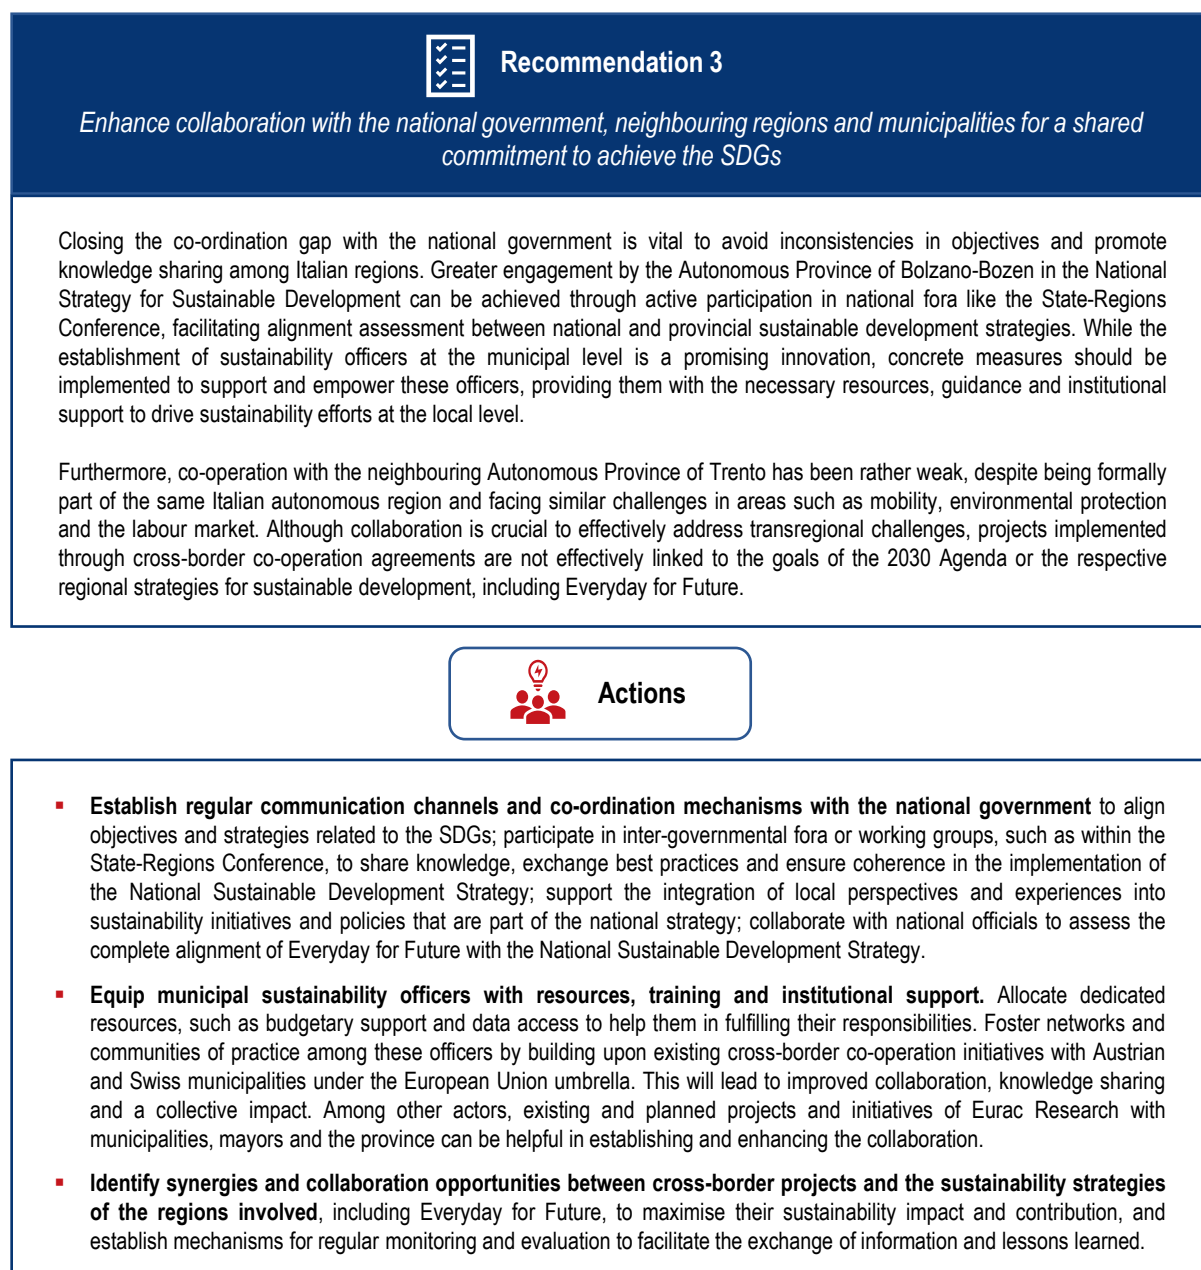 Recommendation 3
Enhance collaboration with the national government, neighbouring regions and municipalities for a shared
commitment to achieve the SDGs
Closing the co-ordination gap with the national government is vital to avoid inconsistencies in objectives and promote
knowledge sharing among Italian regions. Greater engagement by the Autonomous Province of Bolzano-Bozen in the National
Strategy for Sustainable Development can be achieved through active participation in national fora like the State-Regions
Conference, facilitating alignment assessment between national and provincial sustainable development strategies. While the
establishment of sustainability officers at the municipal level is a promising innovation, concrete measures should be
implemented to support and empower these officers, providing them with the necessary resources, guidance and institutional
support to drive sustainability efforts at the local level.
Furthermore, co-operation with the neighbouring Autonomous Province of Trento has been rather weak, despite being formally
part of the same Italian autonomous region and facing similar challenges in areas such as mobility, environmental protection
and the labour market. Although collaboration is crucial to effectively address transregional challenges, projects implemented
through cross-border co-operation agreements are not effectively linked to the goals of the 2030 Agenda or the respective
regional strategies for sustainable development, including Everyday for Future.
Actions
▪ Establish regular communication channels and co-ordination mechanisms with the national government to align
objectives and strategies related to the SDGs; participate in inter-governmental fora or working groups, such as within the
State-Regions Conference, to share knowledge, exchange best practices and ensure coherence in the implementation of
the National Sustainable Development Strategy; support the integration of local perspectives and experiences into
sustainability initiatives and policies that are part of the national strategy; collaborate with national officials to assess the
complete alignment of Everyday for Future with the National Sustainable Development Strategy.
▪ Equip municipal sustainability officers with resources, training and institutional support. Allocate dedicated
resources, such as budgetary support and data access to help them in fulfilling their responsibilities. Foster networks and
communities of practice among these officers by building upon existing cross-border co-operation initiatives with Austrian
and Swiss municipalities under the European Union umbrella. This will lead to improved collaboration, knowledge sharing
and a collective impact. Among other actors, existing and planned projects and initiatives of Eurac Research with
municipalities, mayors and the province can be helpful in establishing and enhancing the collaboration.
▪ Identify synergies and collaboration opportunities between cross-border projects and the sustainability strategies
of the regions involved, including Everyday for Future, to maximise their sustainability impact and contribution, and
establish mechanisms for regular monitoring and evaluation to facilitate the exchange of information and lessons learned.